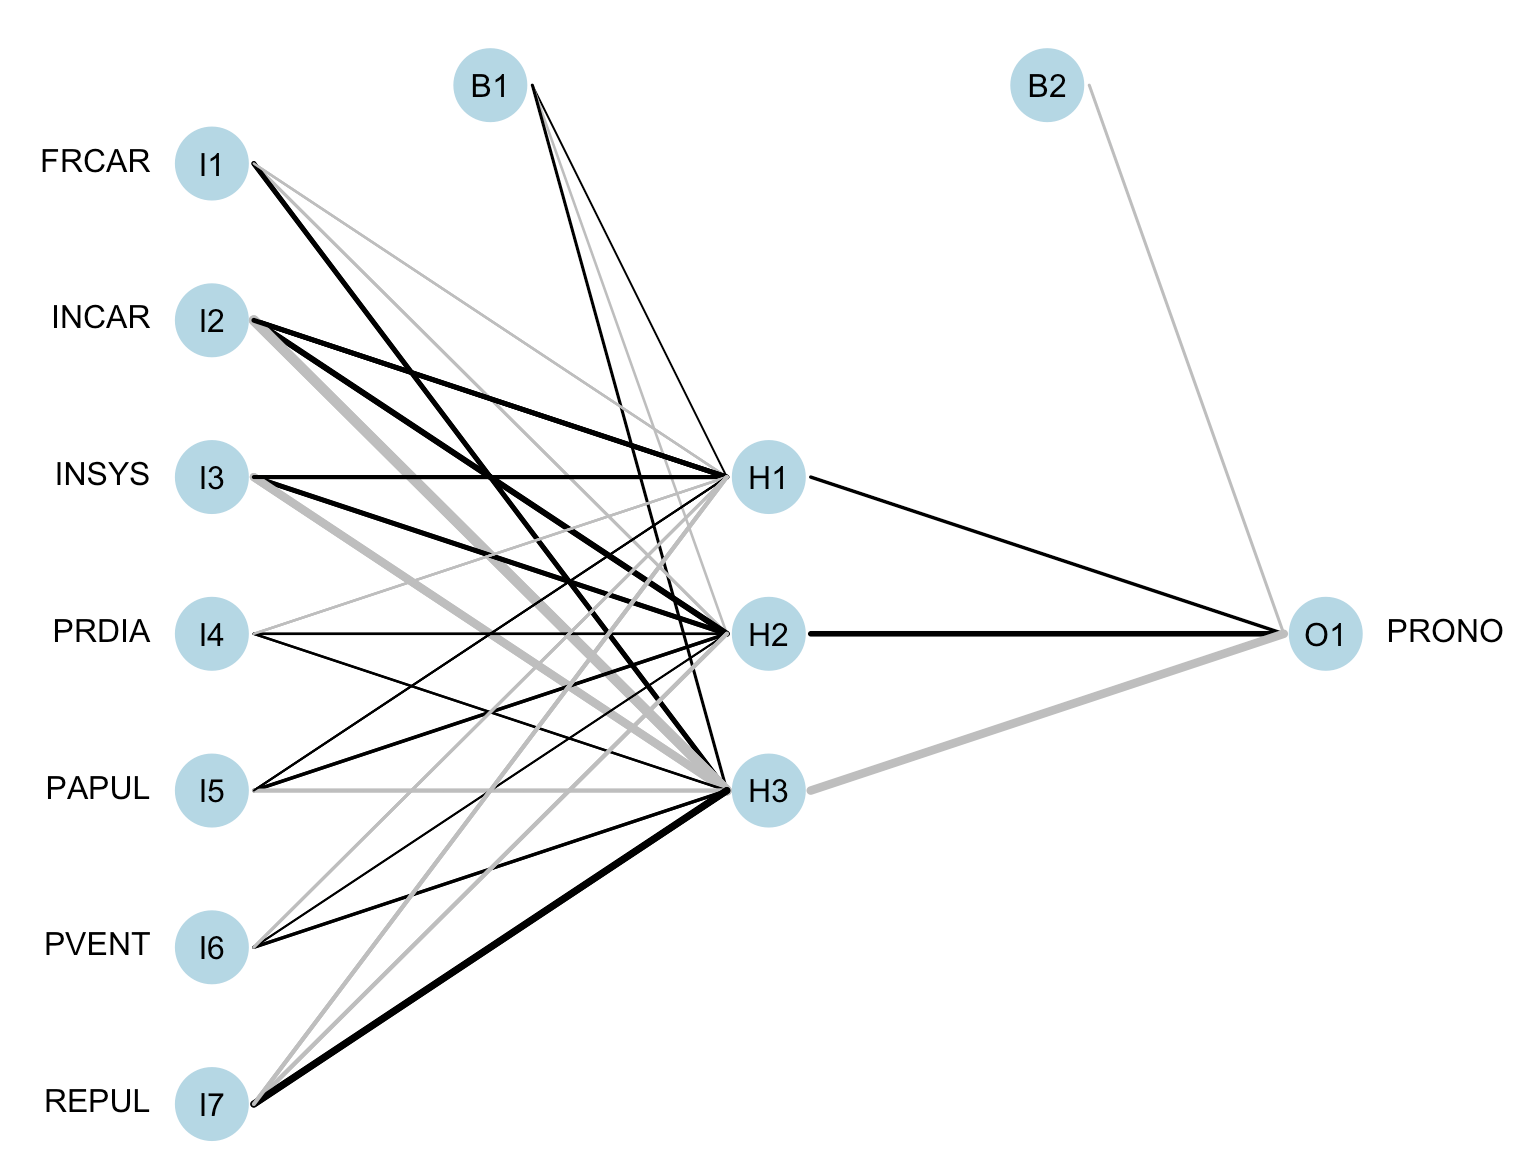 B1
B2
FRCAR I1
INCAR I2
INSYS I3
H1
PRDIA I4
H2
O1 PRONO
PAPUL I5
H3
PVENT I6
REPUL I7